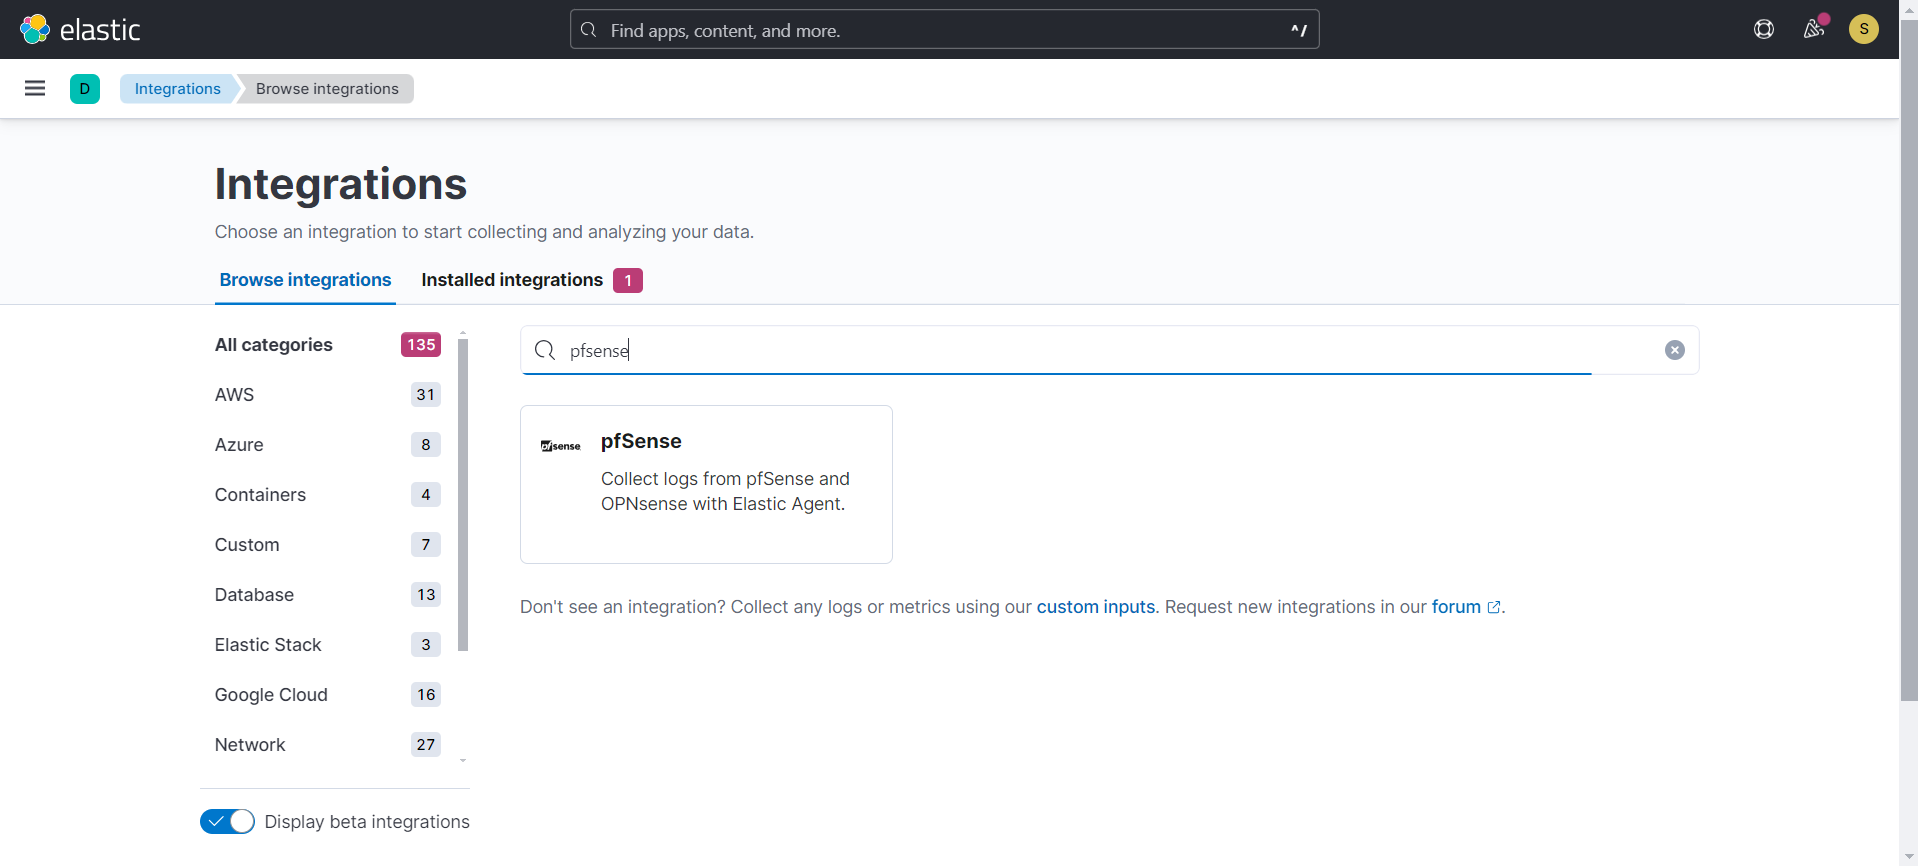 elastic
Find apps, content, and more.
^/
S
D
Integrations
Browse integrations
Integrations
Choose an integration to start collecting and analyzing your data.
Browse integrations
Installed integrations 1
All categories 135
AWS 31
Azure 8
Containers 4
Custom 7
Database 13
Elastic Stack 3
Google Cloud 16
Network 27
Display beta integrations
pfsense
pfsense
pfSense
Collect logs from pfSense and
OPNsense with Elastic Agent.
Don't see an integration? Collect any logs or metrics using our custom inputs. Request new integrations in our forum.